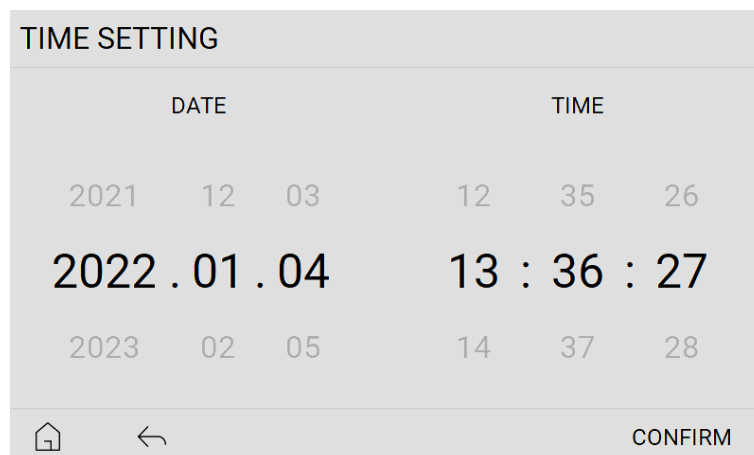 TIME SETTING
DATE TIME
2021 12 03 12 35 26
2022 . 01 . 04 13 : 36 : 27
2023 02 05 14 37 28
CONFIRM